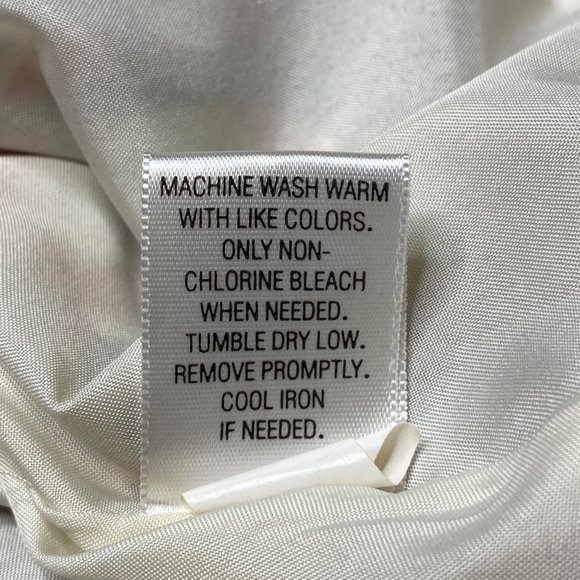 MACHINE WASH WARM
WITH LIKE COLORS.
ONLY NON-
CHLORINE BLEACH
WHEN NEEDED.
TUMBLE DRY LOW.
REMOVE PROMPTLY.
COOL IRON
IF NEEDED.